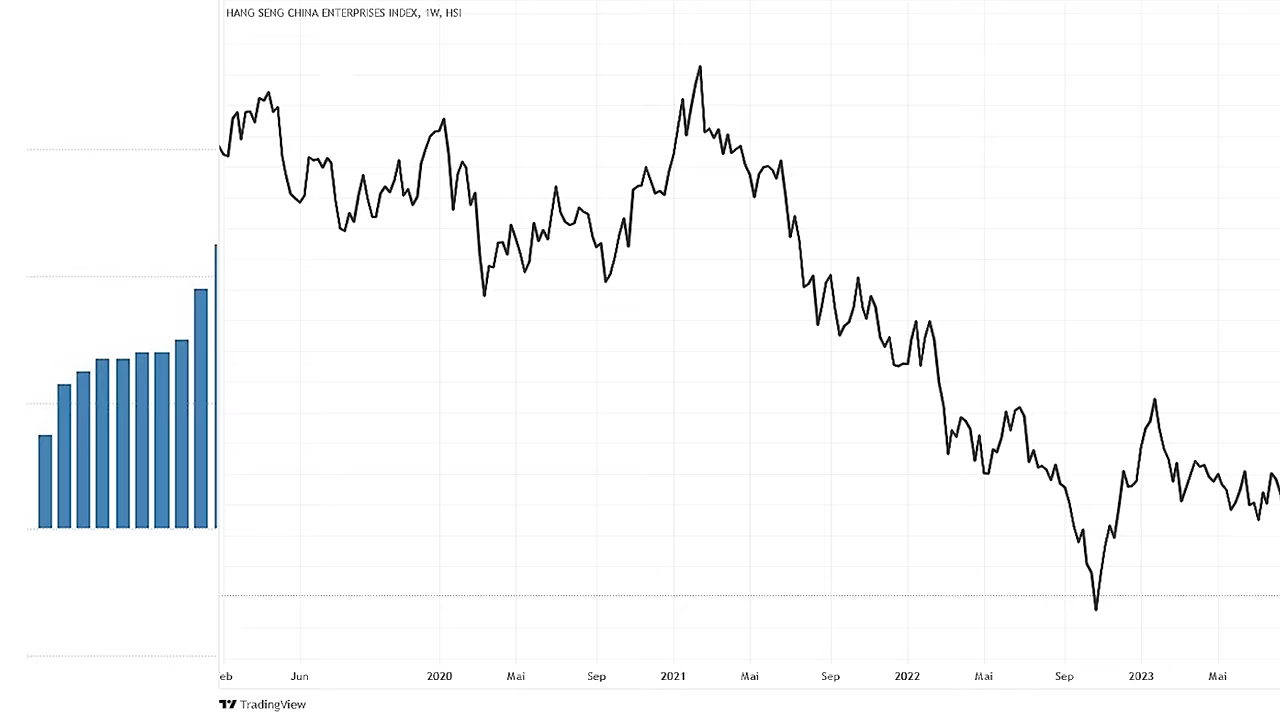 HANG SENG CHINA ENTERPRISES INDEX, 1W, HSI
eb Jun 2020 Mai Sep 2021 Mai Sep 2022 Mai Sep 2023 Mai
TradingView